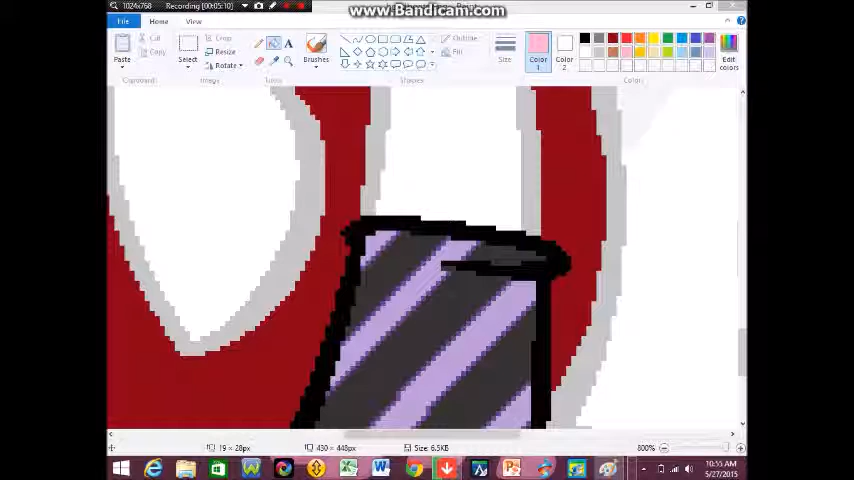 1024x768 Recording [00:05:10]
www.Bandicam.com
File Home View
Paste
Cut
Copy
Clipboard
Select
Crop
Resize
Rotate
Image
A
Tools
Brushes
Outline
Fill
Shapes
Size
Color 1
Color 2
Edit colors
Colors
19 × 28px
430 × 448px
Size: 6.5KB
800%
10:55 AM
5/27/2015